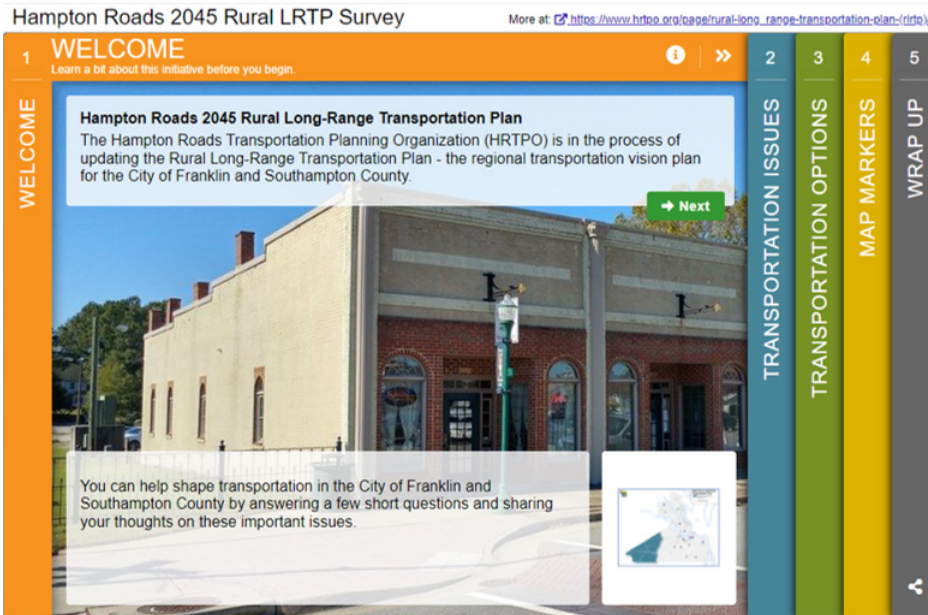 Hampton Roads 2045 Rural LRTP Survey
More at: https://www.hrtpo.org/page/rural-long_range-transportation-plan-(rlrtp)/
1
WELCOME
Learn a bit about this initiative before you begin.
WELCOME
Hampton Roads 2045 Rural Long-Range Transportation Plan
The Hampton Roads Transportation Planning Organization (HRTPO) is in the process of
updating the Rural Long-Range Transportation Plan - the regional transportation vision plan
for the City of Franklin and Southampton County.
Next
You can help shape transportation in the City of Franklin and
Southampton County by answering a few short questions and sharing
your thoughts on these important issues.
2
TRANSPORTATION ISSUES
3
TRANSPORTATION OPTIONS
4
MAP MARKERS
5
WRAP UP